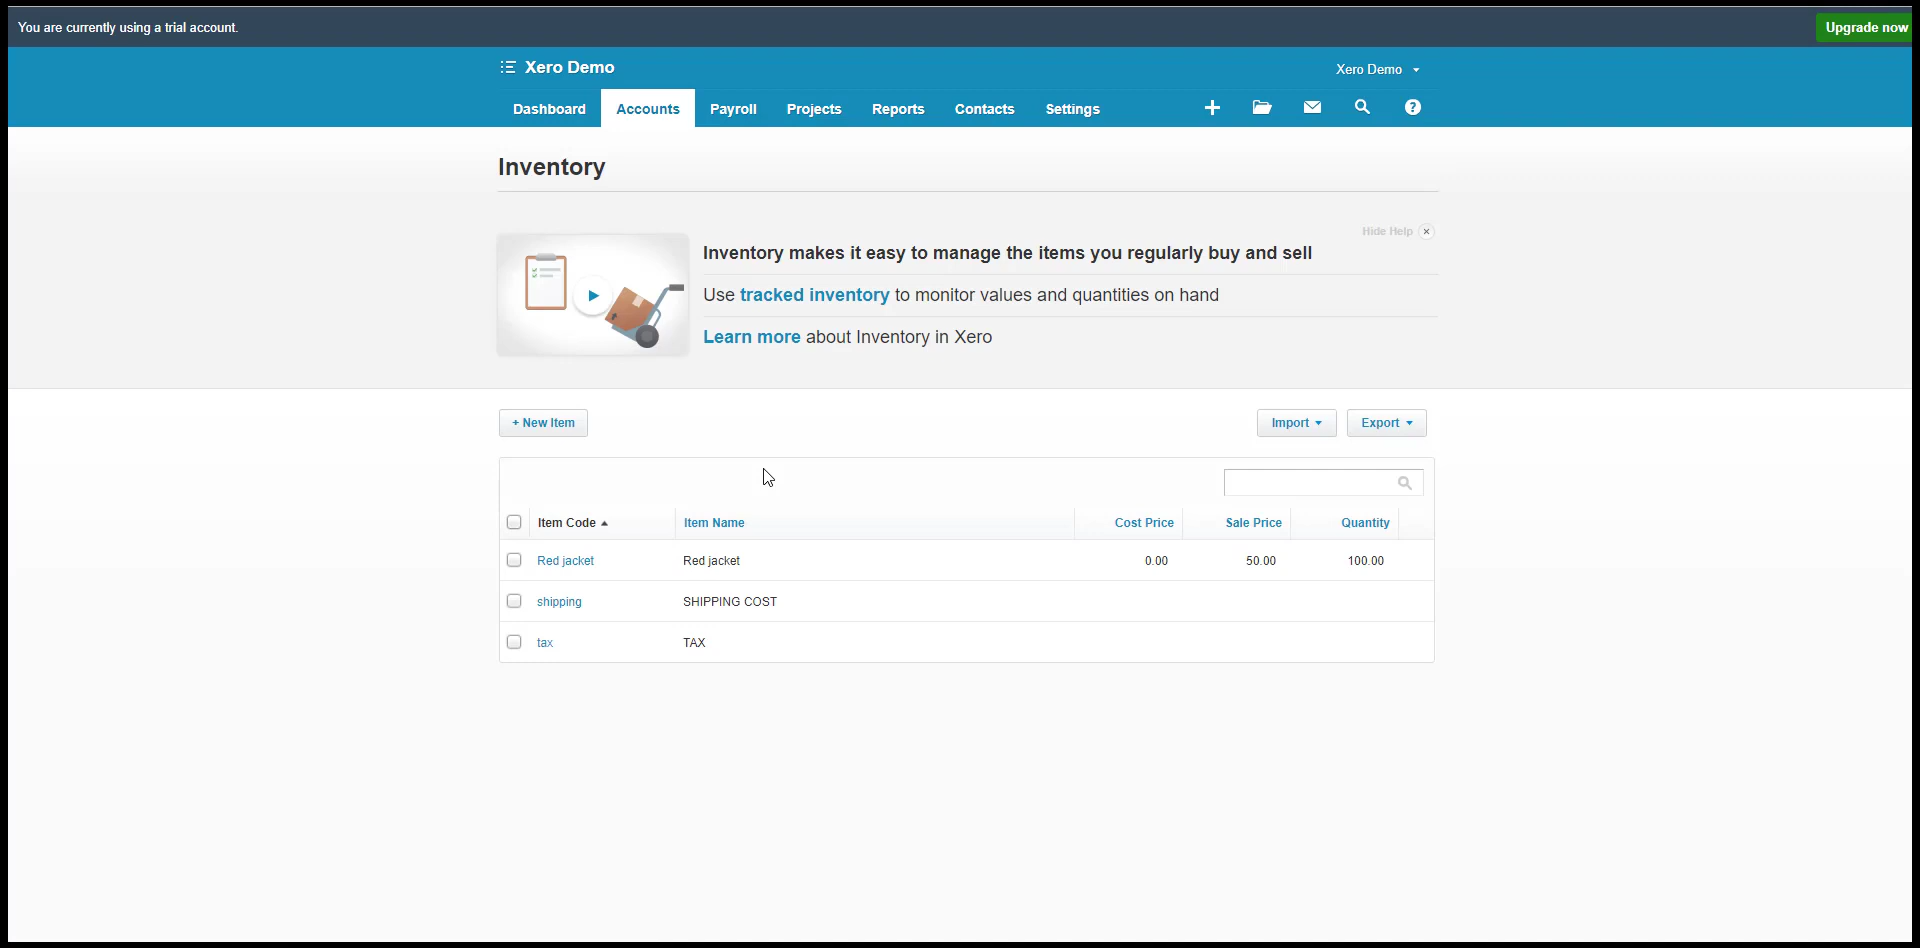 You are currently using a trial account.
Upgrade now
Xero Demo
Xero Demo
Dashboard Accounts Payroll Projects Reports Contacts Settings
Inventory
Hide Help
Inventory makes it easy to manage the items you regularly buy and sell
Use tracked inventory to monitor values and quantities on hand
Learn more about Inventory in Xero
+ New Item
Import
Export
Item Code Item Name Cost Price Sale Price Quantity
Red jacket Red jacket 0.00 50.00 100.00
shipping SHIPPING COST
tax TAX